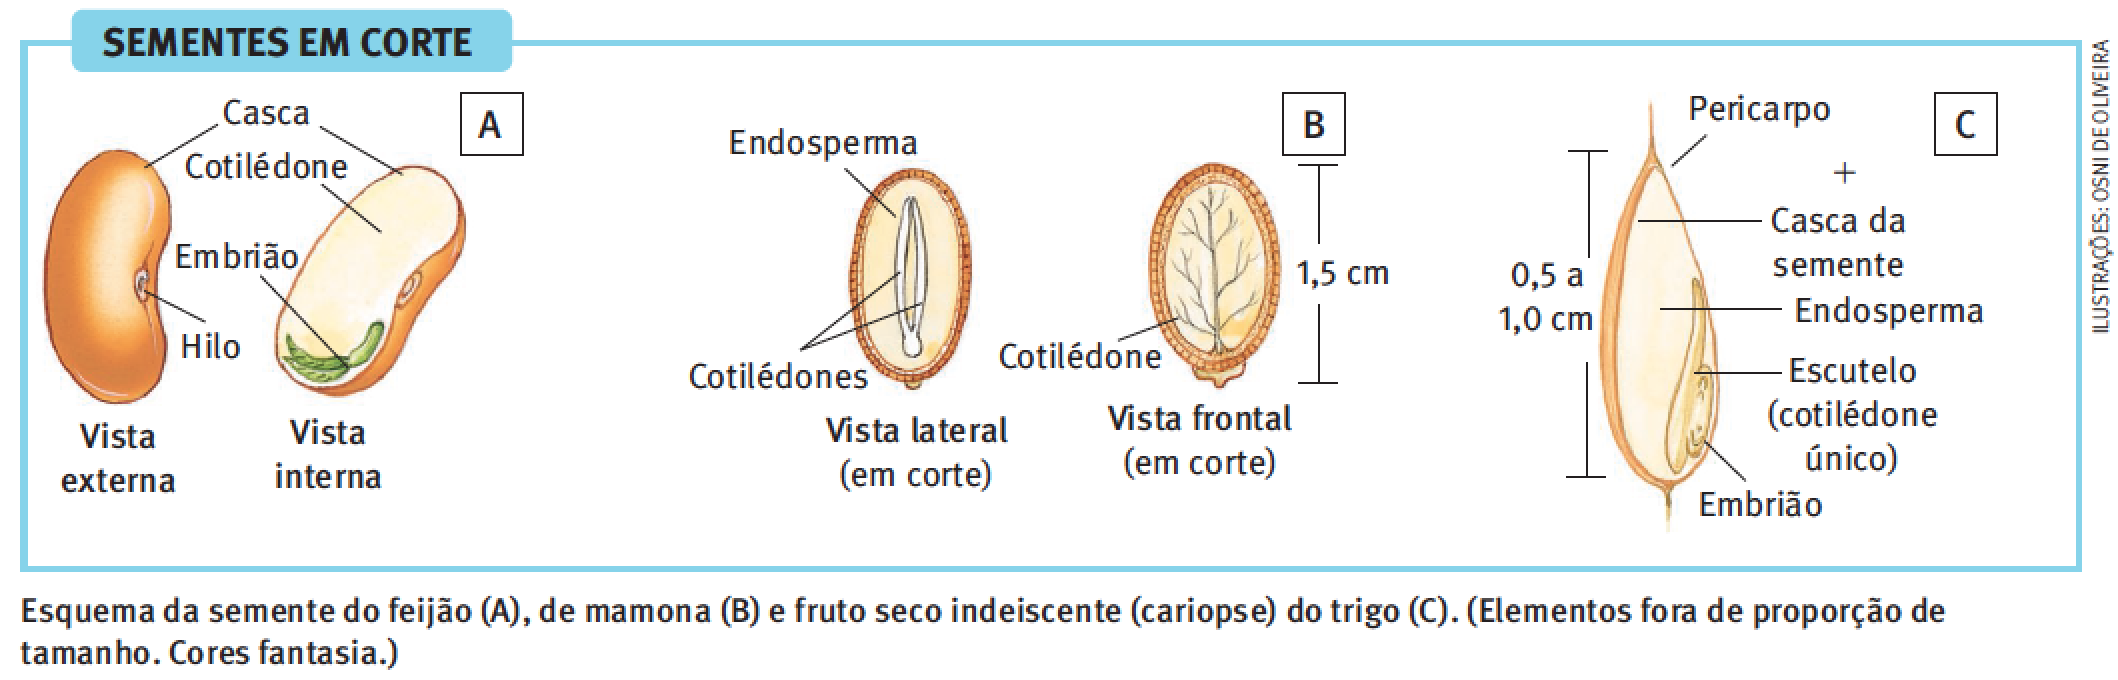 SEMENTES EM CORTE
A
Casca
Cotilédone
Embrião
Hilo
Vista
externa
Vista
interna
B
Endosperma
Cotilédones
Vista lateral
(em corte)
Cotilédone
1,5 cm
Vista frontal
(em corte)
C
Pericarpo
+
Casca da
semente
0,5 a
1,0 cm
Endosperma
Escutelo
(cotilédone
único)
Embrião
ILUSTRAÇÕES: OSNI DE OLIVEIRA
Esquema da semente do feijão (A), de mamona (B) e fruto seco indeiscente (cariopse) do trigo (C). (Elementos fora de proporção de
tamanho. Cores fantasia.)